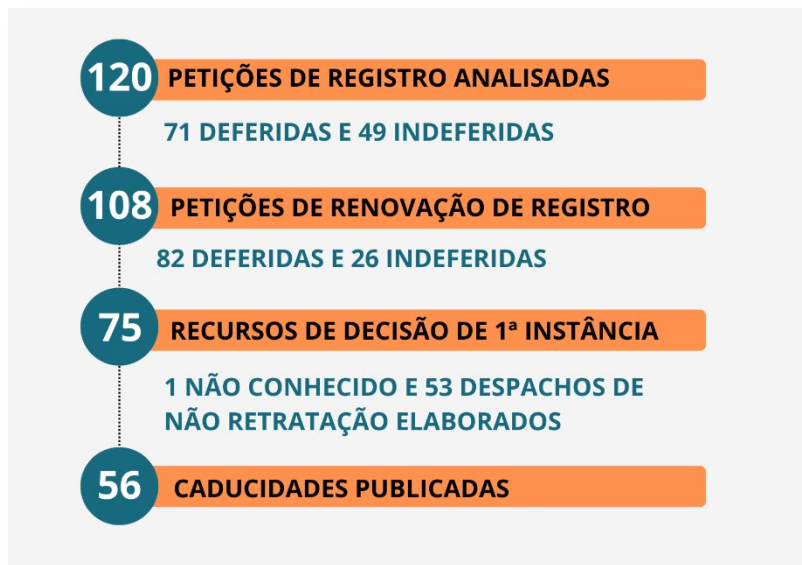 120 PETIÇÕES DE REGISTRO ANALISADAS
71 DEFERIDAS E 49 INDEFERIDAS
108 PETIÇÕES DE RENOVAÇÃO DE REGISTRO
82 DEFERIDAS E 26 INDEFERIDAS
75 RECURSOS DE DECISÃO DE 1ª INSTÂNCIA
1 NÃO CONHECIDO E 53 DESPACHOS DE
NÃO RETRATAÇÃO ELABORADOS
56 CADUCIDADES PUBLICADAS